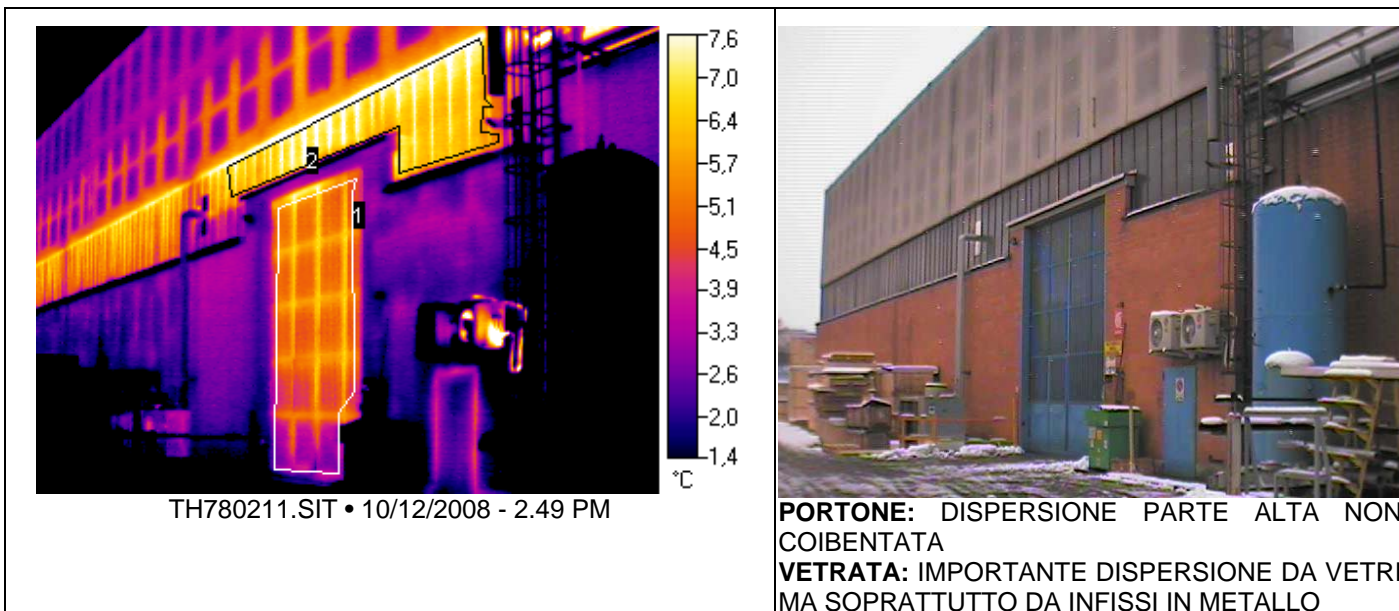 7,6
7,0
6,4
5,7
5,1
4,5
3,9
3,3
2,6
2,0
1,4
°C
2
1
TH780211.SIT • 10/12/2008 - 2.49 PM
PORTONE: DISPERSIONE PARTE ALTA NON
COIBENTATA
VETRATA: IMPORTANTE DISPERSIONE DA VETRI
MA SOPRATTUTTO DA INFISSI IN METALLO